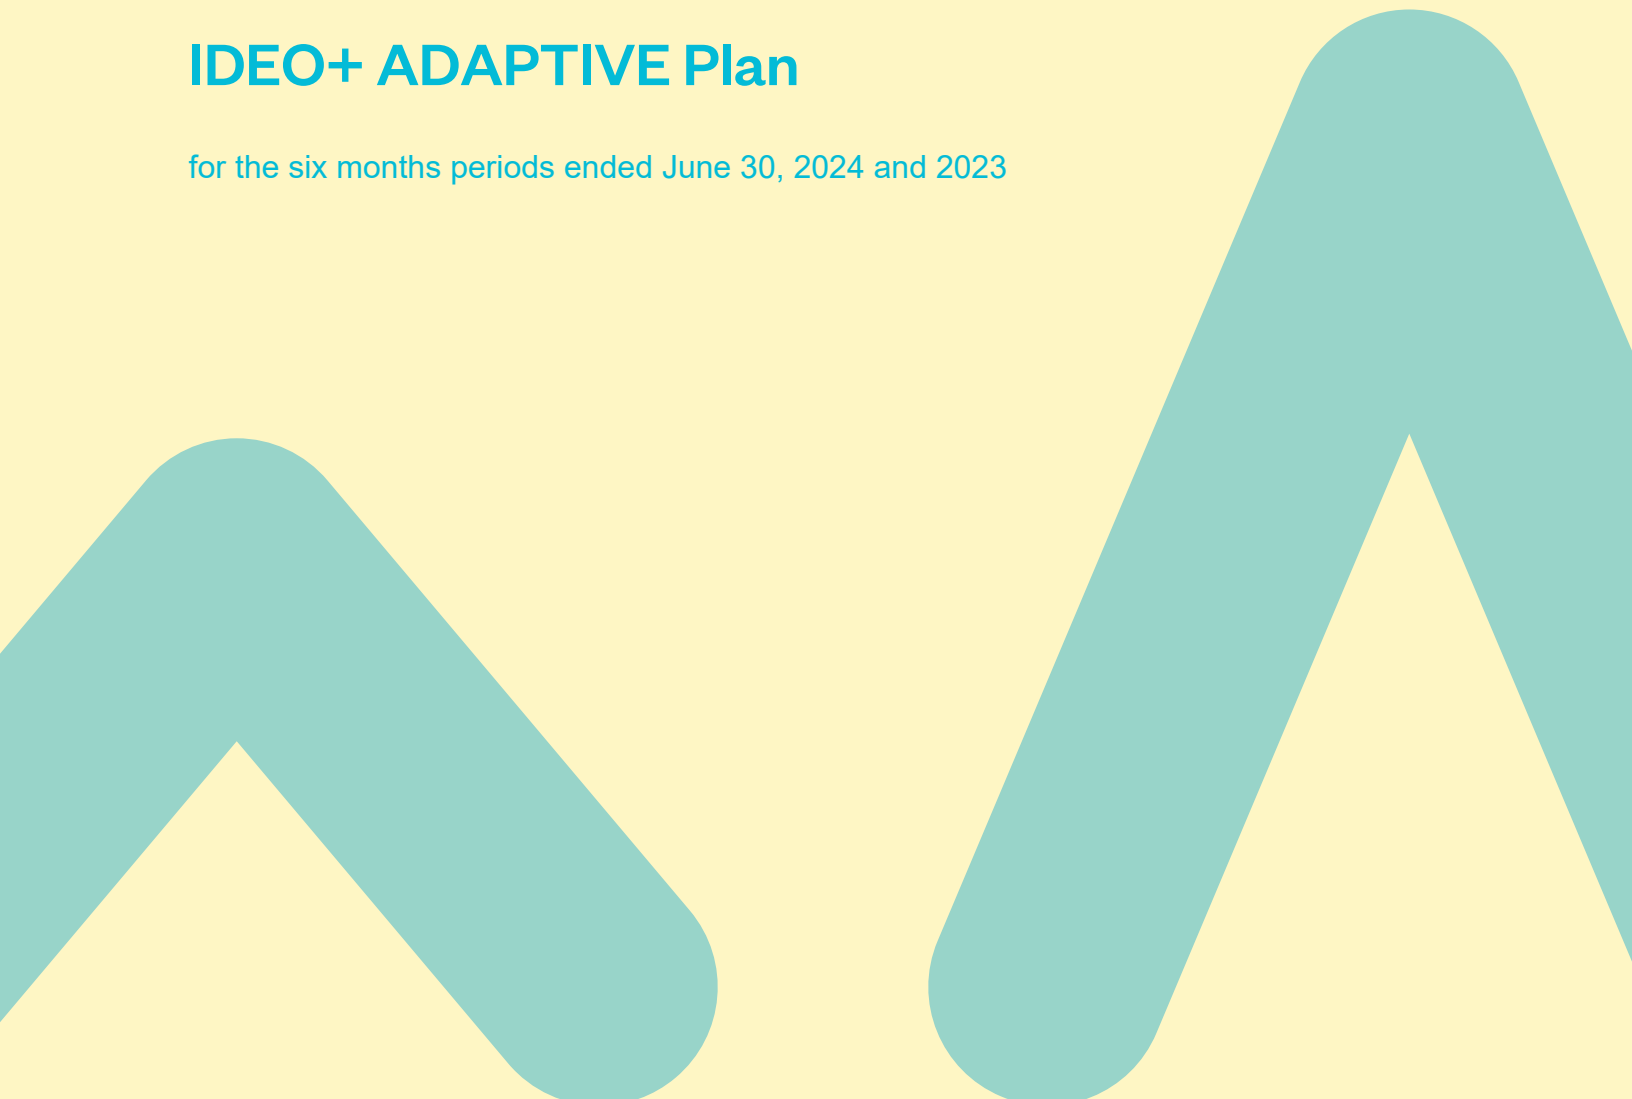 IDEO+ ADAPTIVE Plan
for the six months periods ended June 30, 2024 and 2023